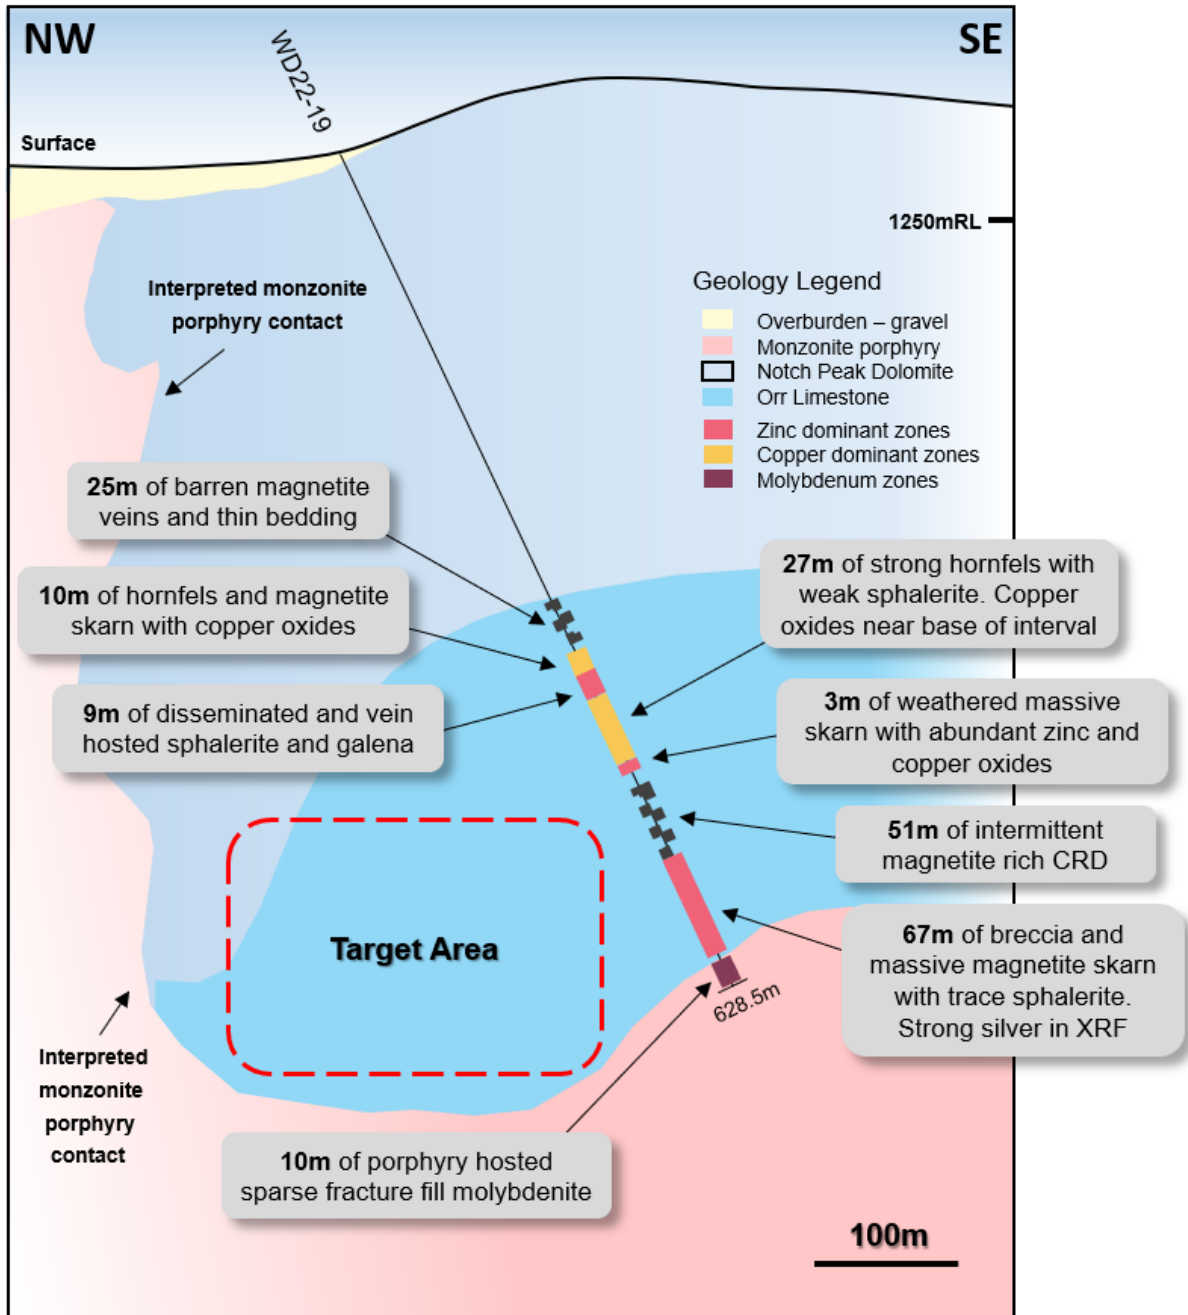 NW
SE
WD22-19
Surface
1250mRL
Interpreted monzonite
porphyry contact
Geology Legend
Overburden – gravel
Monzonite porphyry
Notch Peak Dolomite
Orr Limestone
Zinc dominant zones
Copper dominant zones
Molybdenum zones
25m of barren magnetite
veins and thin bedding
10m of hornfels and magnetite
skarn with copper oxides
9m of disseminated and vein
hosted sphalerite and galena
27m of strong hornfels with
weak sphalerite. Copper
oxides near base of interval
3m of weathered massive
skarn with abundant zinc and
copper oxides
51m of intermittent
magnetite rich CRD
67m of breccia and
massive magnetite skarn
with trace sphalerite.
Strong silver in XRF
Target Area
628.5m
Interpreted
monzonite
porphyry
contact
10m of porphyry hosted
sparse fracture fill molybdenite
100m